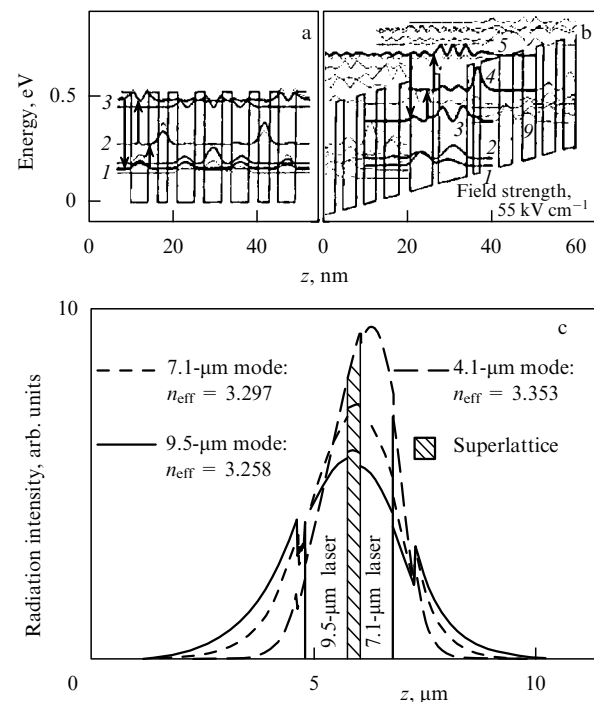 a
b
Energy, eV
0.5
0
3
2
1
5
4
3
9
2
1
Field strength,
55 kV cm⁻¹
0 20 40 60
0 20 40 60
z, nm
c
10
Radiation intensity, arb. units
7.1-μm mode:
n_eff = 3.297
9.5-μm mode:
n_eff = 3.258
4.1-μm mode:
n_eff = 3.353
Superlattice
9.5-μm laser
7.1-μm laser
0 5 10
z, μm